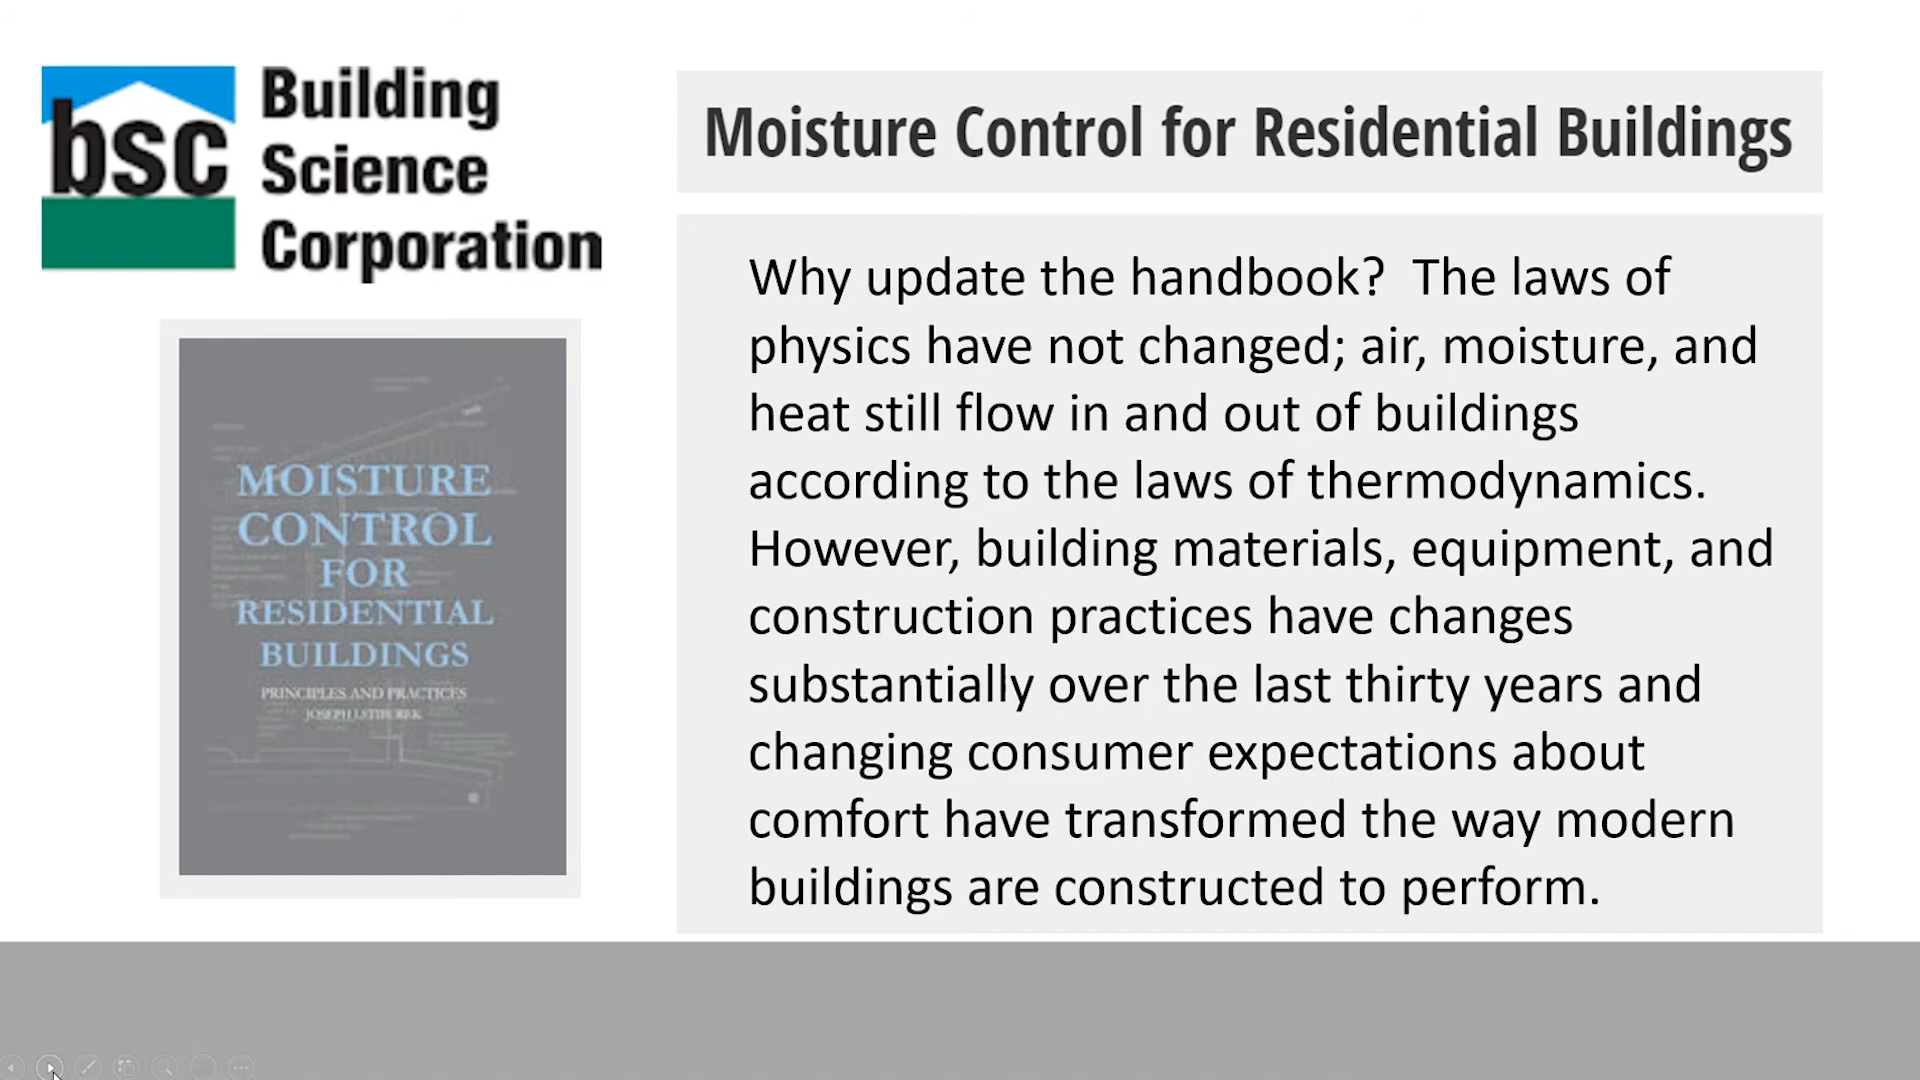 bsc
Building
Science
Corporation
Moisture Control for Residential Buildings
Why update the handbook? The laws of
physics have not changed; air, moisture, and
heat still flow in and out of buildings
according to the laws of thermodynamics.
However, building materials, equipment, and
construction practices have changes
substantially over the last thirty years and
changing consumer expectations about
comfort have transformed the way modern
buildings are constructed to perform.
MOISTURE
CONTROL
FOR
RESIDENTIAL
BUILDINGS
PRINCIPLES AND PRACTICES
JOSEPH LSTIBUREK